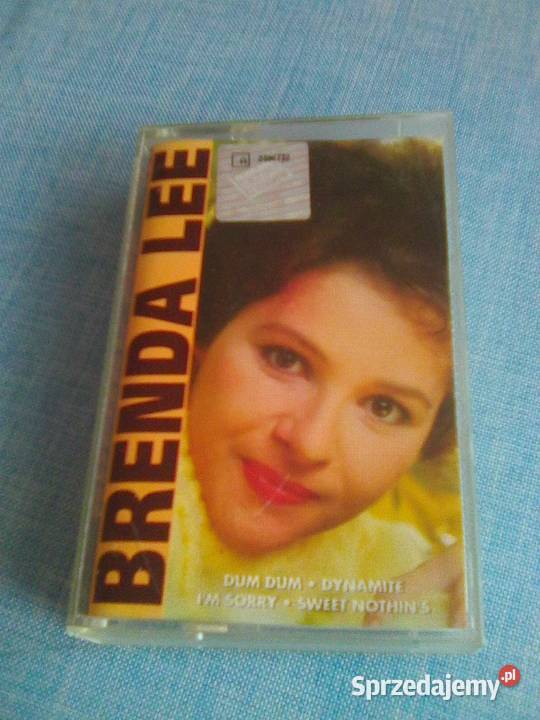 BRENDA LEE
DUM DUM • DYNAMITE
I'M SORRY • SWEET NOTHIN'S
Sprzedajemy.pl